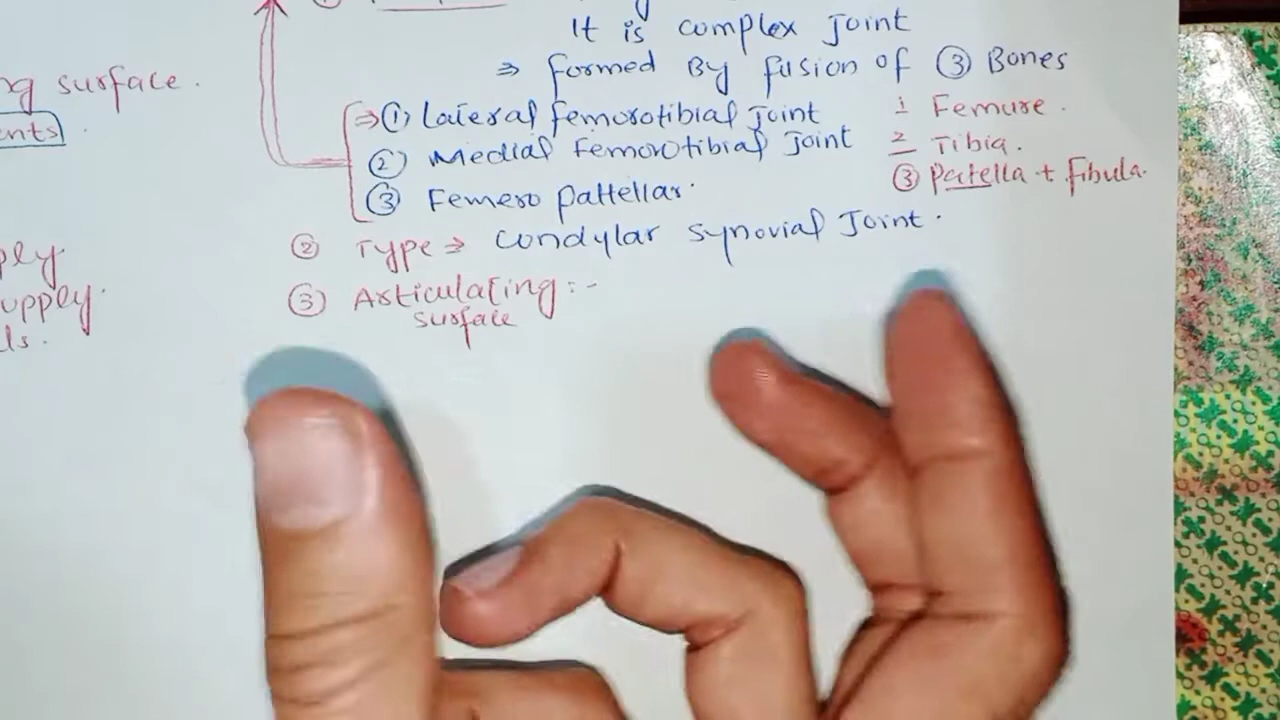 It is complex Joint
⇒ formed By fusion of ③ Bones
ng surface.
ents
⇒① Lateral femorotibial Joint
② Medial Femorotibial Joint
③ Femero pattellar
1 Femure.
2 Tibia.
③ Patella + fibula.
② Type ⇒ condylar synovial Joint.
③ Articulating :-
surface
ply
upply.
ls.